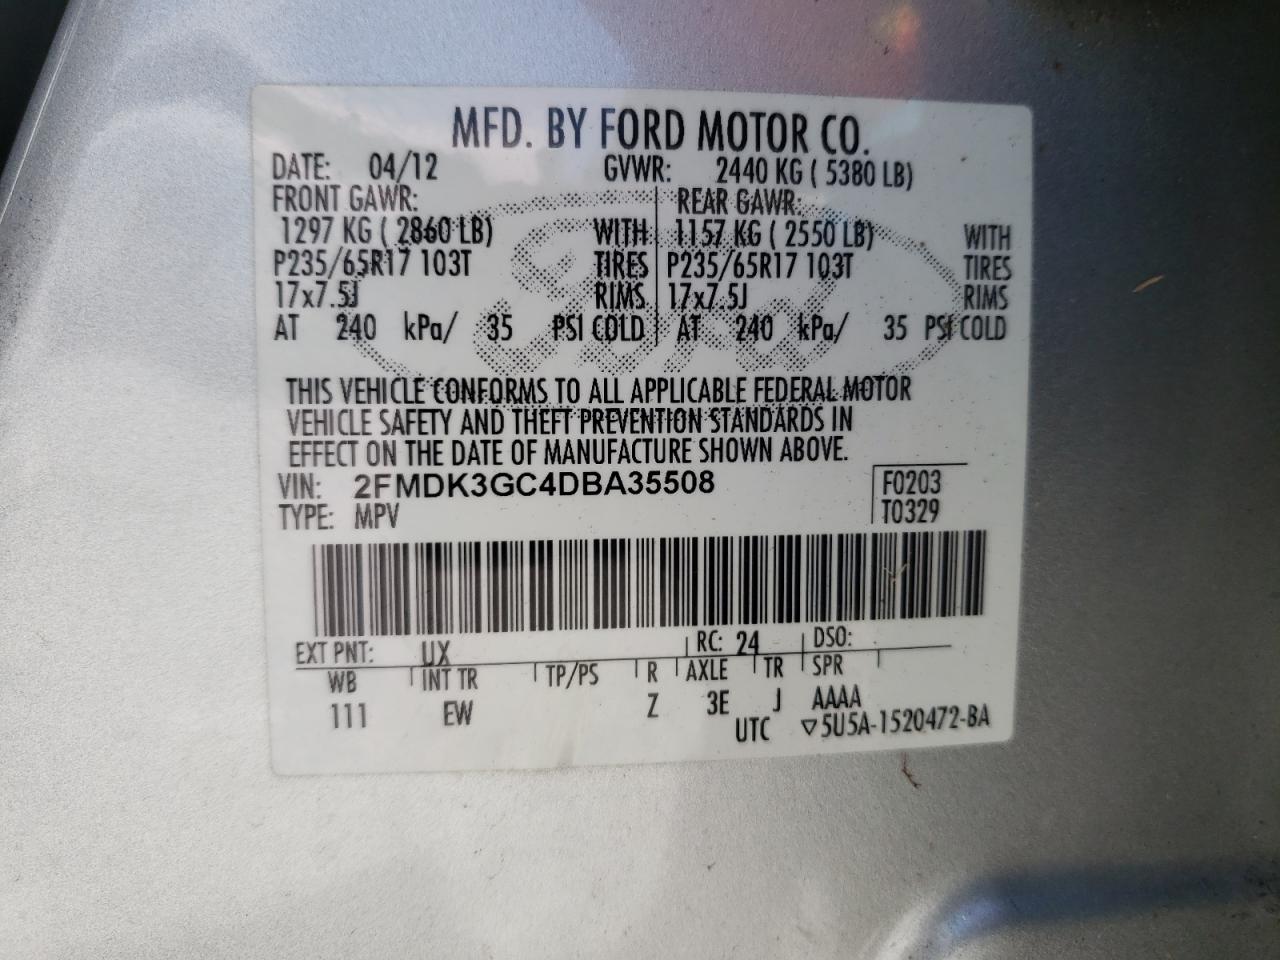 MFD. BY FORD MOTOR CO.
DATE: 04/12 GVWR: 2440 KG ( 5380 LB)
FRONT GAWR: REAR GAWR:
1297 KG ( 2860 LB) WITH 1157 KG ( 2550 LB) WITH
P235/65R17 103T TIRES P235/65R17 103T TIRES
17x7.5J RIMS 17x7.5J RIMS
AT 240 kPa/ 35 PSI COLD AT 240 kPa/ 35 PSI COLD
Ford
THIS VEHICLE CONFORMS TO ALL APPLICABLE FEDERAL MOTOR
VEHICLE SAFETY AND THEFT PREVENTION STANDARDS IN
EFFECT ON THE DATE OF MANUFACTURE SHOWN ABOVE.
VIN: 2FMDK3GC4DBA35508 F0203
TYPE: MPV T0329
EXT PNT: UX RC: 24 DSO:
WB INT TR TP/PS R AXLE TR SPR
111 EW Z 3E J AAAA
UTC ▽5U5A-1520472-BA